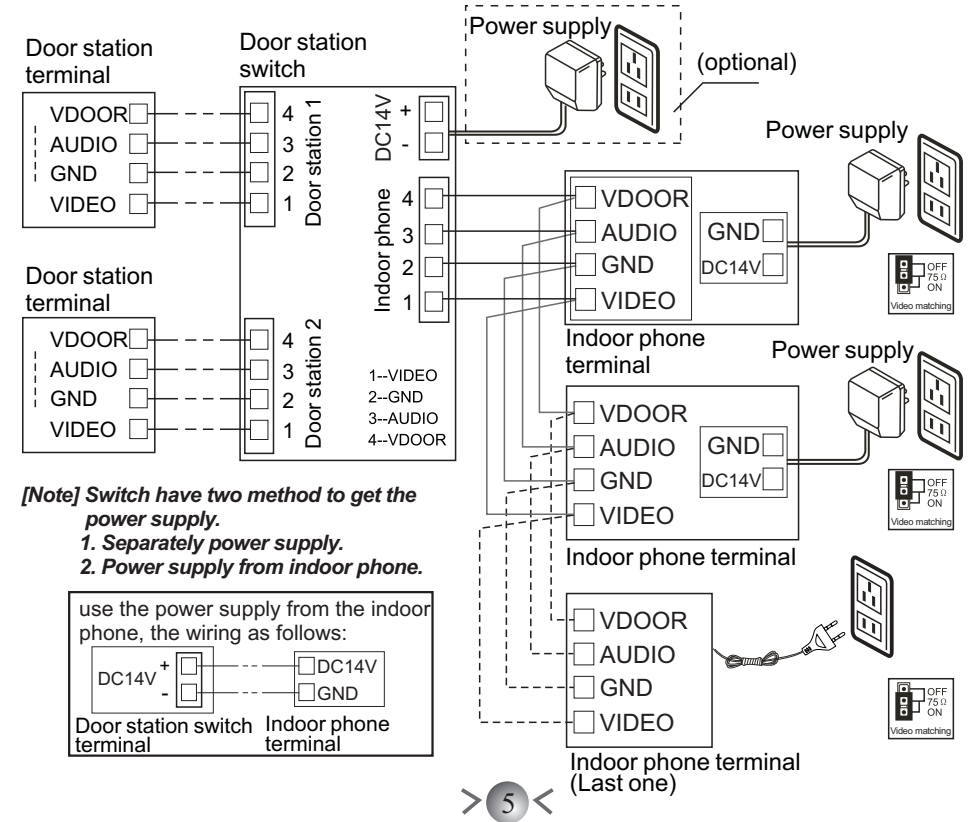 Door station
terminal
VDOOR
AUDIO
GND
VIDEO
Door station
switch
4
3
2
1
Door station 1
DC14V
+
-
Power supply
(optional)
Indoor phone
4
3
2
1
Power supply
VDOOR
AUDIO
GND
VIDEO
GND
DC14V
OFF
75Ω
ON
Video matching
Indoor phone
terminal
Door station
terminal
VDOOR
AUDIO
GND
VIDEO
4
3
2
1
Door station 2
1--VIDEO
2--GND
3--AUDIO
4--VDOOR
Power supply
VDOOR
AUDIO
GND
VIDEO
GND
DC14V
OFF
75Ω
ON
Video matching
Indoor phone terminal
[Note] Switch have two method to get the
power supply.
1. Separately power supply.
2. Power supply from indoor phone.
use the power supply from the indoor
phone, the wiring as follows:
DC14V
+
-
DC14V
GND
Door station switch
terminal
Indoor phone
terminal
VDOOR
AUDIO
GND
VIDEO
OFF
75Ω
ON
Video matching
Indoor phone terminal
(Last one)
5